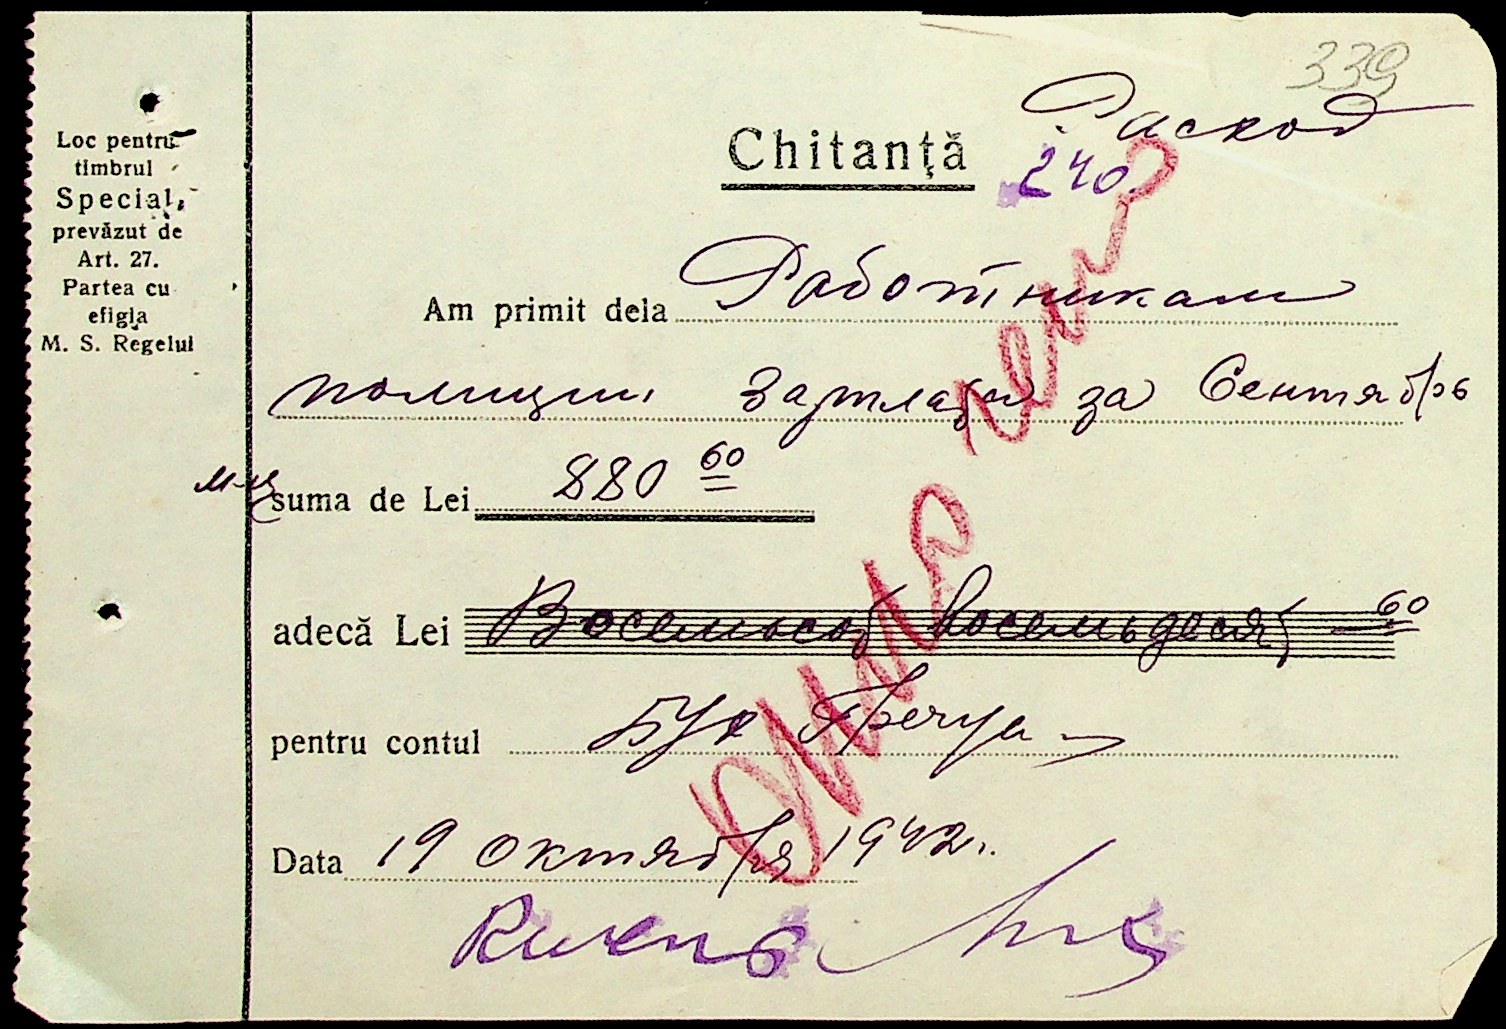 339
Расход
Chitanţă 240
Loc pentru
timbrul
Special,
prevăzut de
Art. 27.
Partea cu
efigia
M. S. Regelui
Am primit dela Работникам
полиции зарплаты за Сентябрь
м-ц suma de Lei 880 60
adecă Lei Восемьсот восемьдесят 60
pentru contul Бух
Data 19 октября 1942 г.